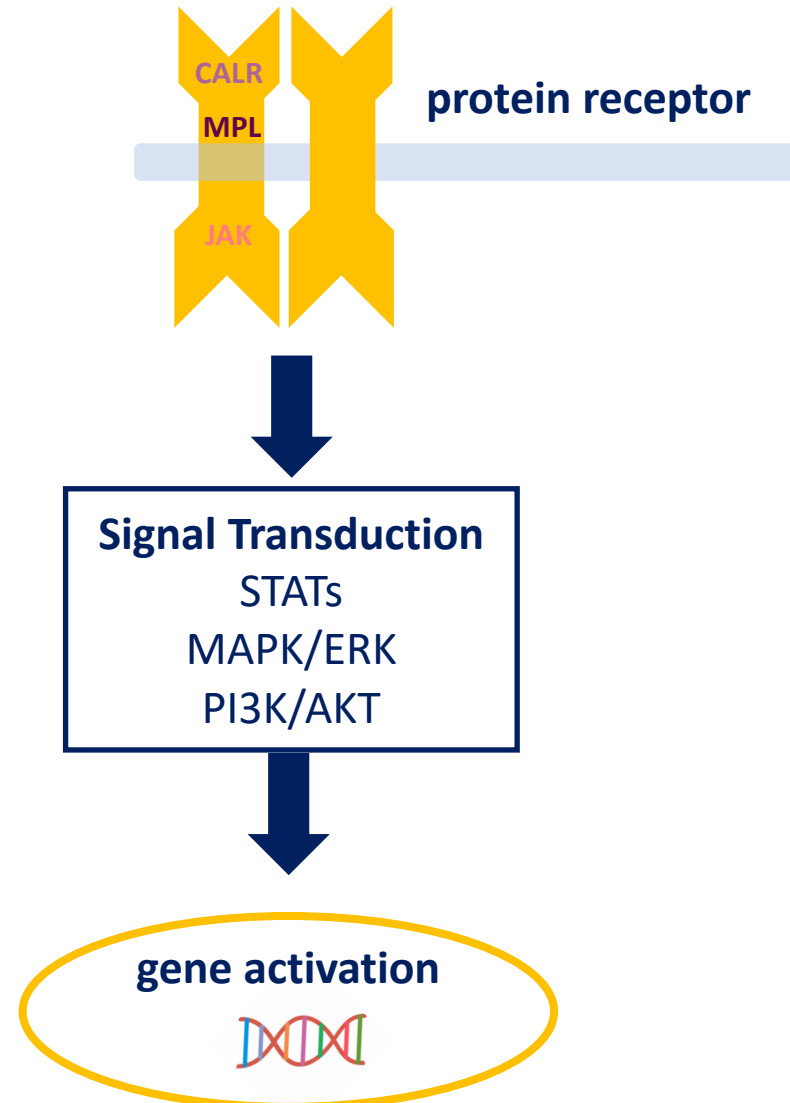 CALR
protein receptor
MPL
JAK
Signal Transduction
STATs
MAPK/ERK
PI3K/AKT
gene activation